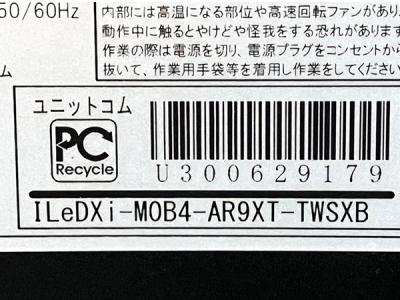 50/60Hz
内部には高温になる部位や高速回転ファンがあり、
動作中に触るとやけどや怪我をする恐れがあります
作業の際は電源を切り、電源プラグをコンセントから
抜いて、作業用手袋等を着用し作業をしてください
ム
ユニットコム
PC
Recycle
U300629179
ILeDXi-M0B4-AR9XT-TWSXB